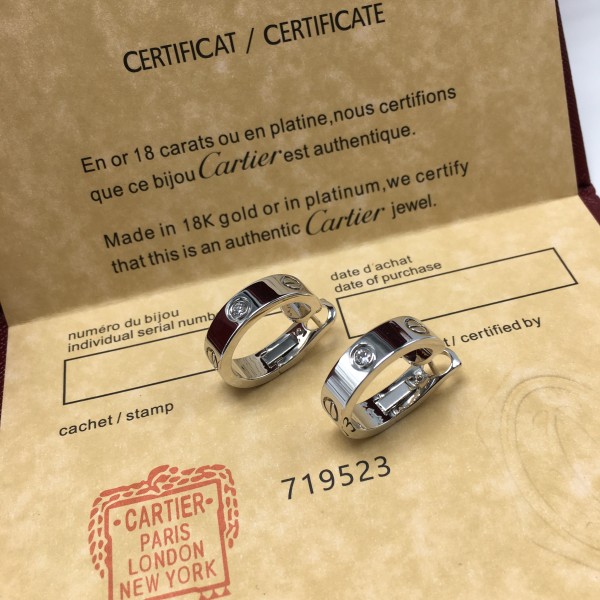 CERTIFICAT / CERTIFICATE
En or 18 carats ou en platine,nous certifions
que ce bijou Cartier est authentique.
Made in 18K gold or in platinum,we certify
that this is an authentic Cartier jewel.
numéro du bijou
individual serial numb
date d'achat
date of purchase
cachet / stamp
t / certified by
719523
CARTIER
PARIS
LONDON
NEW YORK